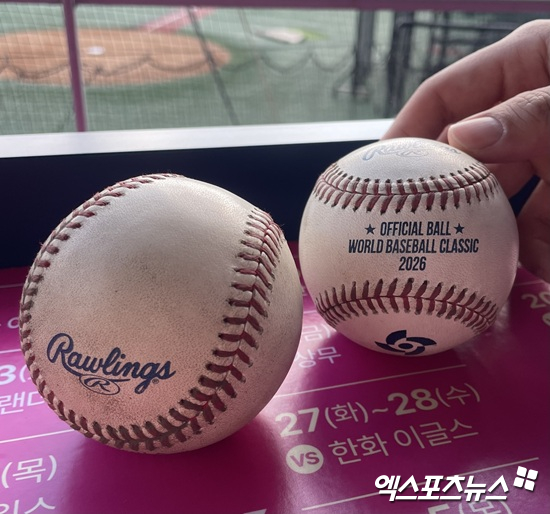 Rawlings
R
★ OFFICIAL BALL ★
WORLD BASEBALL CLASSIC
2026
상무
27(화)~28(수)
VS 한화 이글스
(목)
엑스포츠뉴스